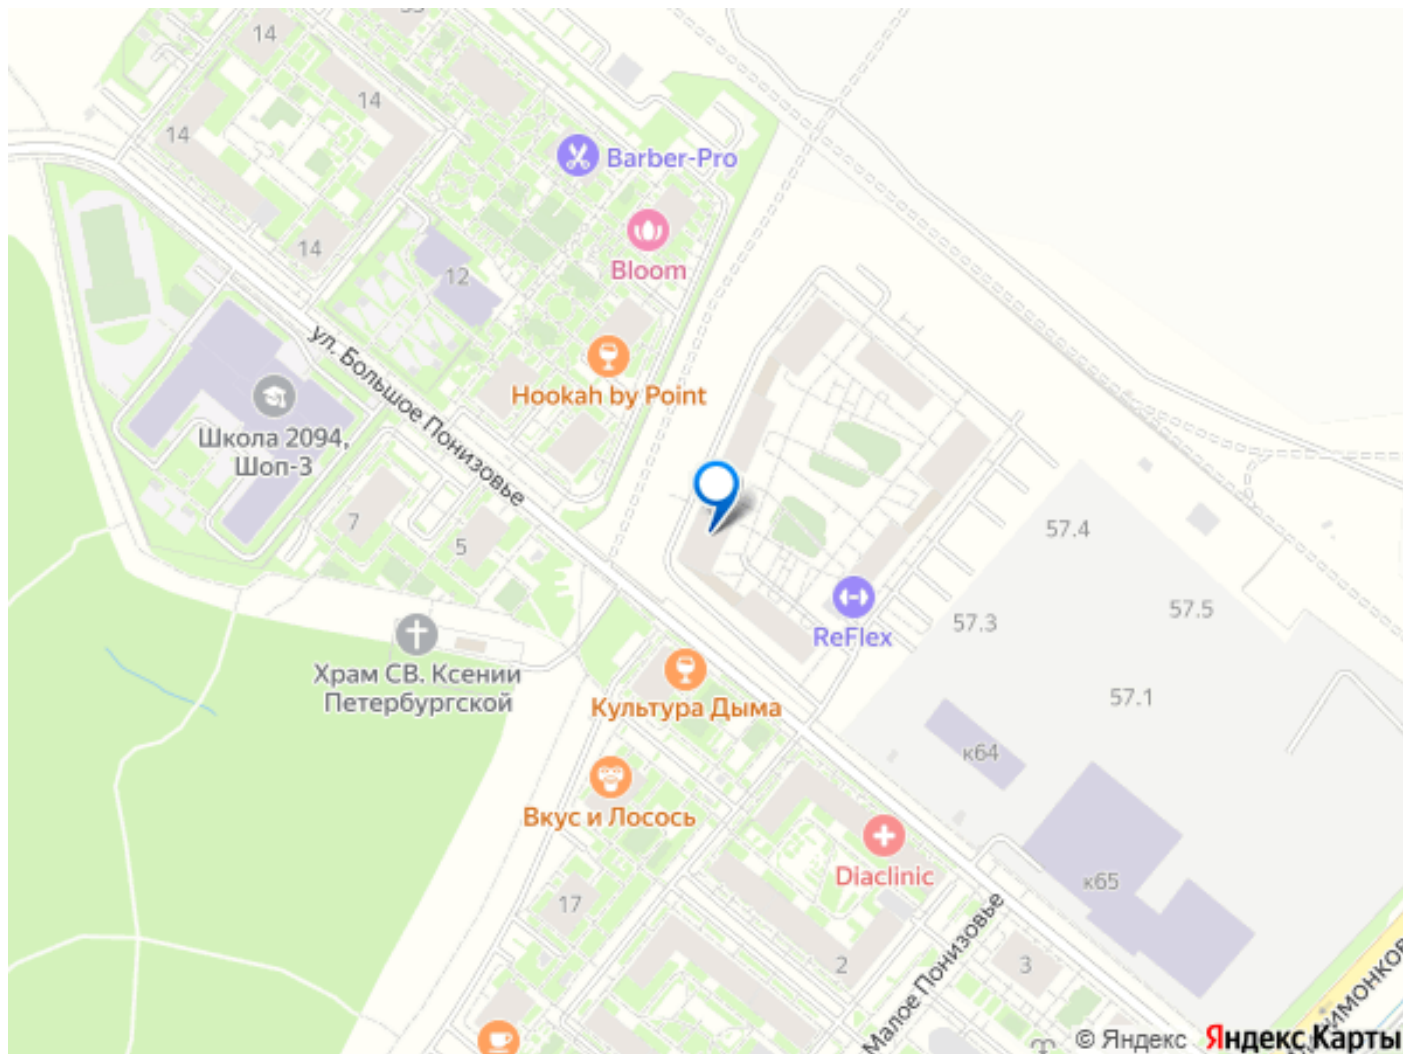 14
14
14
Barber-Pro
14
12
Bloom
ул. Большое Понизовье
Hookah by Point
Школа 2094,
Шоп-3
7
5
57.4
57.5
57.3
ReFlex
Храм СВ. Ксении
Петербургской
Культура Дыма
57.1
к64
Вкус и Лосось
Diaclinic
к65
17
2
3
Малое Понизовье
© Яндекс
Яндекс Карты